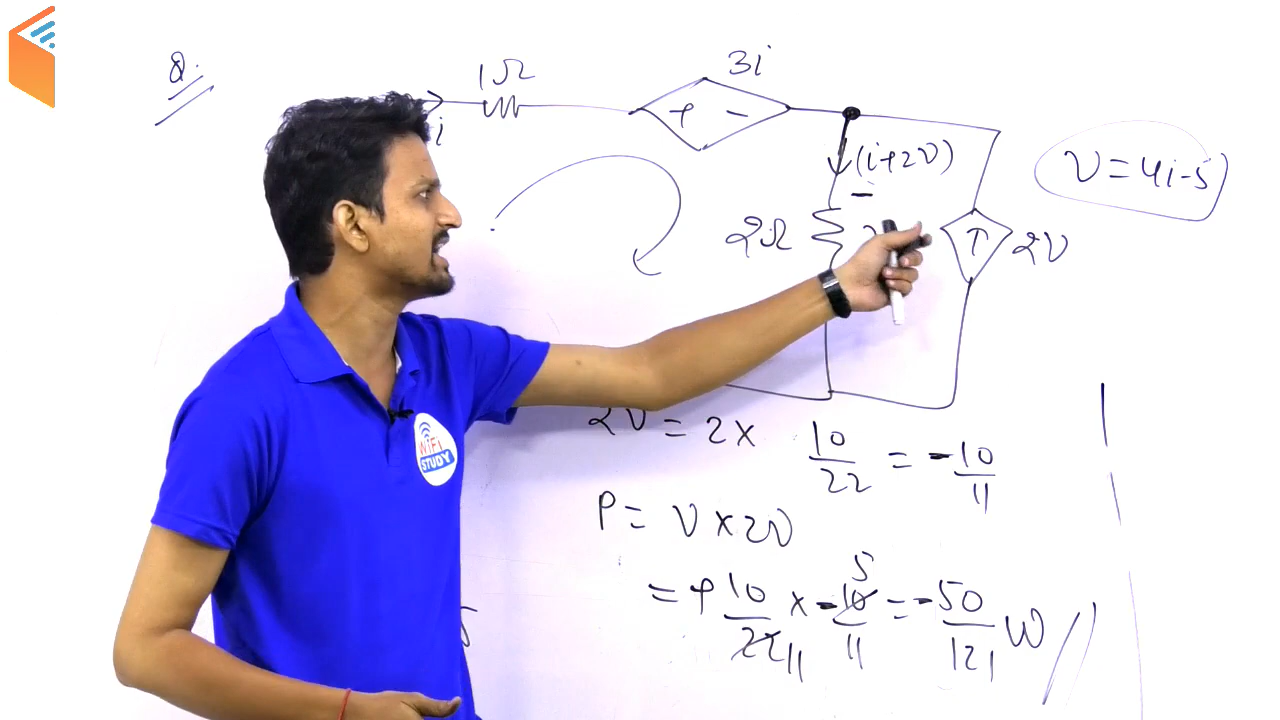 Q.
1Ω
3i
i
+ -
(i+2V)
-
V=4i-5
2Ω
↑
2V
2V = 2×
10/22 = -10/11
P = V×2V
5
= +10/22 11 × -10/11 = -50/121 W //
WiFi
STUDY